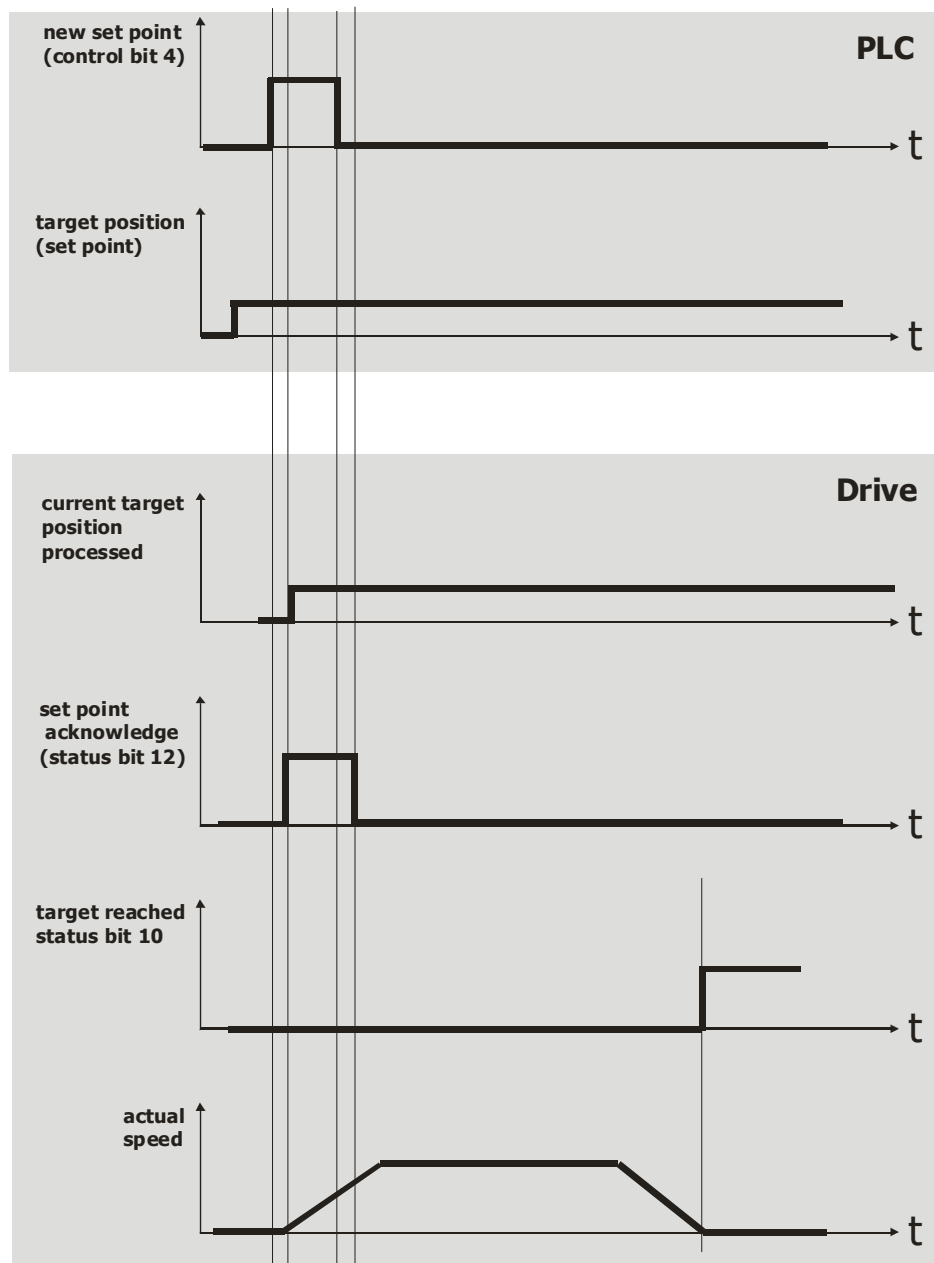 new set point
(control bit 4)
PLC
t
target position
(set point)
t
Drive
current target
position
processed
t
set point
acknowledge
(status bit 12)
t
target reached
status bit 10
t
actual
speed
t